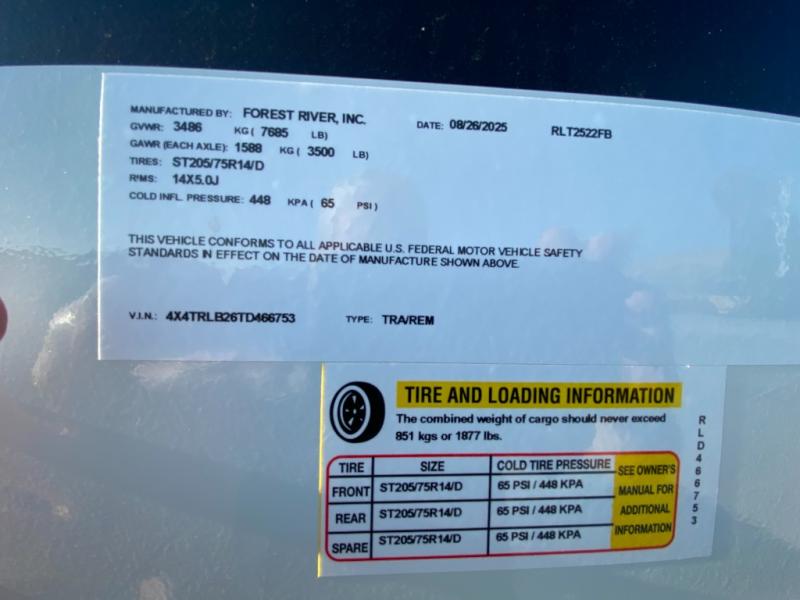 MANUFACTURED BY: FOREST RIVER, INC. DATE: 08/26/2025 RLT2522FB
GVWR: 3486 KG ( 7685 LB)
GAWR (EACH AXLE): 1588 KG ( 3500 LB)
TIRES: ST205/75R14/D
RIMS: 14X5.0J
COLD INFL. PRESSURE: 448 KPA ( 65 PSI )
THIS VEHICLE CONFORMS TO ALL APPLICABLE U.S. FEDERAL MOTOR VEHICLE SAFETY
STANDARDS IN EFFECT ON THE DATE OF MANUFACTURE SHOWN ABOVE.
V.I.N.: 4X4TRLB26TD466753 TYPE: TRA/REM
TIRE AND LOADING INFORMATION
The combined weight of cargo should never exceed
851 kgs or 1877 lbs.
TIRE SIZE COLD TIRE PRESSURE
FRONT ST205/75R14/D 65 PSI / 448 KPA
REAR ST205/75R14/D 65 PSI / 448 KPA
SPARE ST205/75R14/D 65 PSI / 448 KPA
SEE OWNER'S
MANUAL FOR
ADDITIONAL
INFORMATION
RLD466753